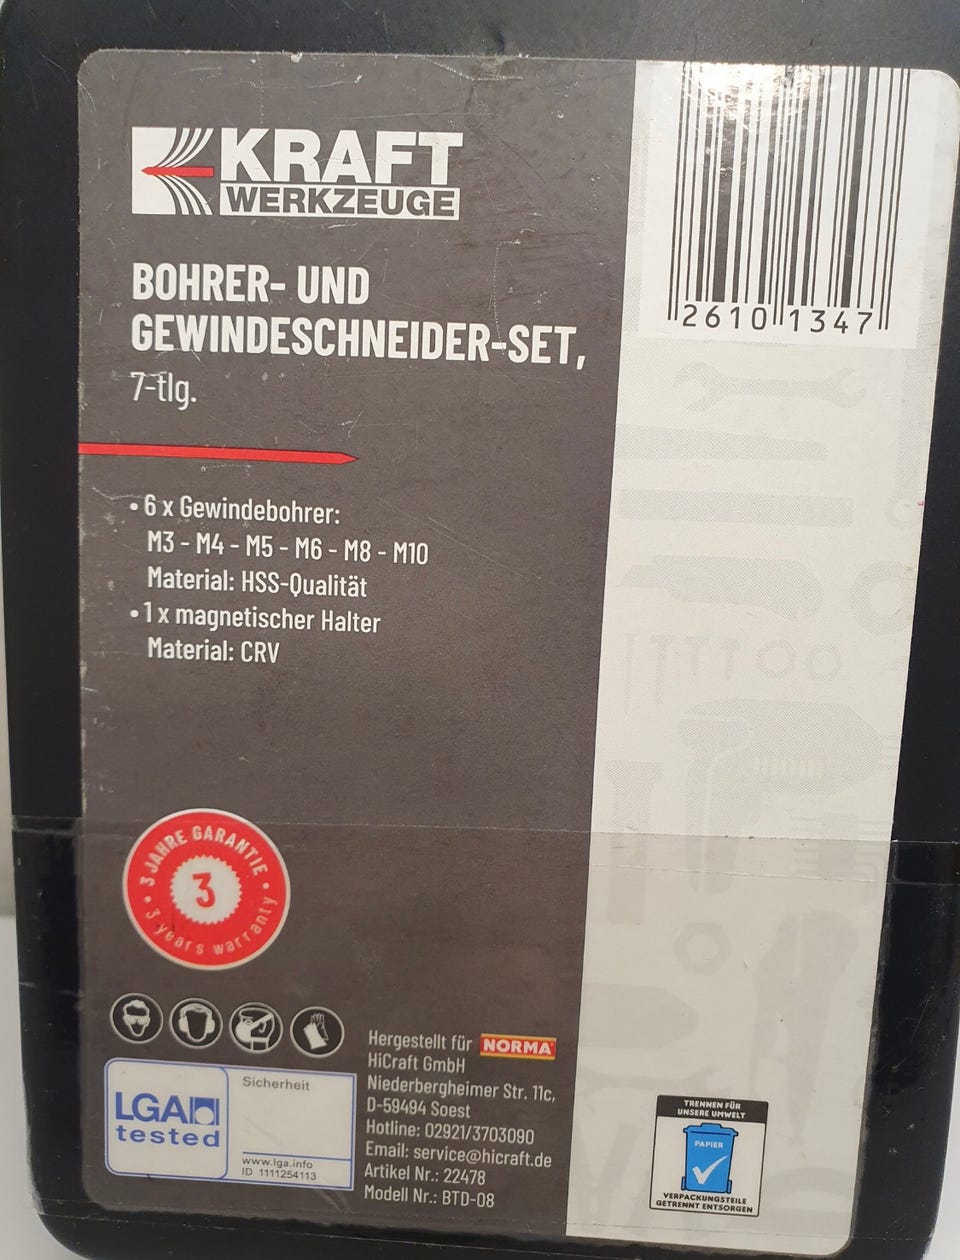 KRAFT
WERKZEUGE
BOHRER- UND
GEWINDESCHNEIDER-SET,
7-tlg.
• 6 x Gewindebohrer:
M3 - M4 - M5 - M6 - M8 - M10
Material: HSS-Qualität
• 1 x magnetischer Halter
Material: CRV
2610 1347
• 3 JAHRE GARANTIE •
3
3 years warranty
Hergestellt für NORMA
HiCraft GmbH
Niederbergheimer Str. 11c,
D-59494 Soest
Hotline: 02921/3703090
Email: service@hicraft.de
Artikel Nr.: 22478
Modell Nr.: BTD-08
LGA
tested
Sicherheit
www.lga.info
ID 1111254113
TRENNEN FÜR
UNSERE UMWELT
PAPIER
VERPACKUNGSTEILE
GETRENNT ENTSORGEN